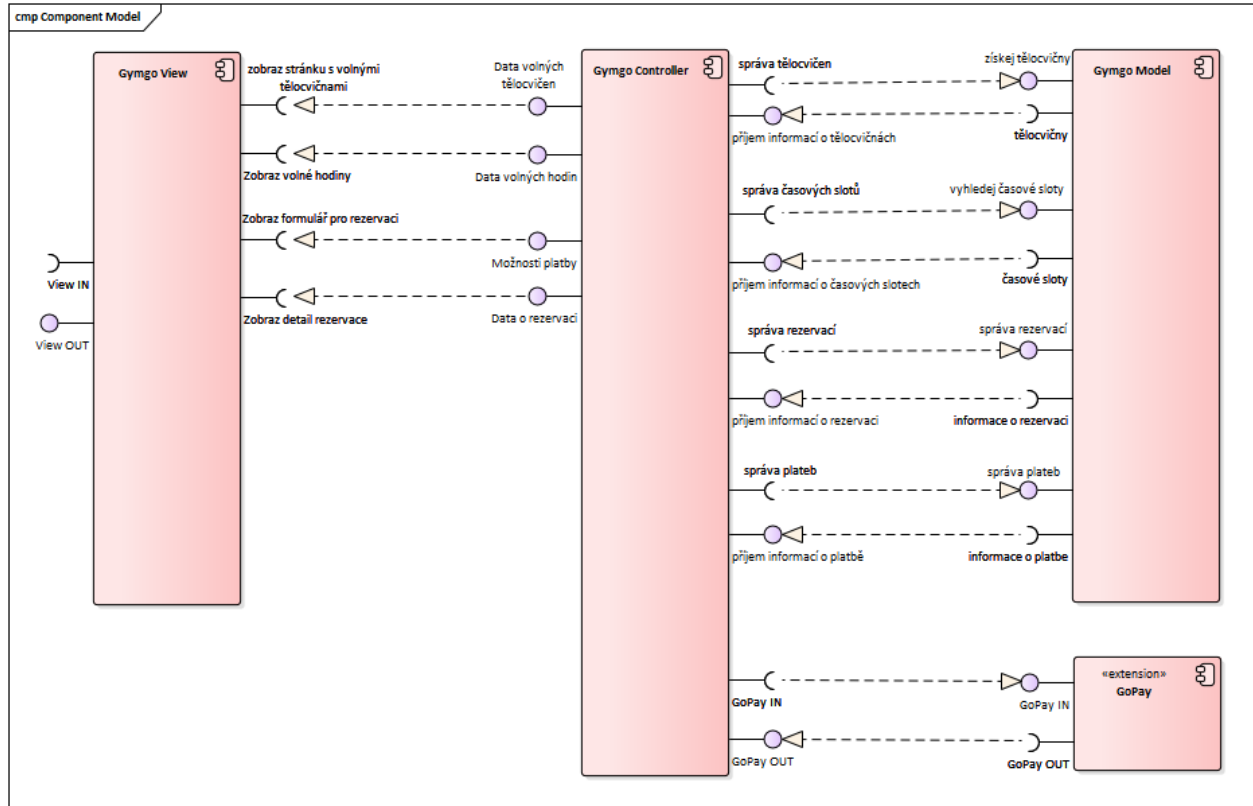 cmp Component Model
Gymgo View
zobraz stránku s volnými
tělocvičnami
Zobraz volné hodiny
Zobraz formulář pro rezervaci
Zobraz detail rezervace
View IN
View OUT
Data volných
tělocvičen
Data volných hodin
Možnosti platby
Data o rezervaci
Gymgo Controller
správa tělocvičen
příjem informací o tělocvičnách
správa časových slotů
příjem informací o časových slotech
správa rezervací
příjem informací o rezervaci
správa plateb
příjem informací o platbě
GoPay IN
GoPay OUT
získej tělocvičny
tělocvičny
vyhledej časové sloty
časové sloty
správa rezervací
informace o rezervaci
správa plateb
informace o platbe
GoPay IN
GoPay OUT
Gymgo Model
«extension»
GoPay